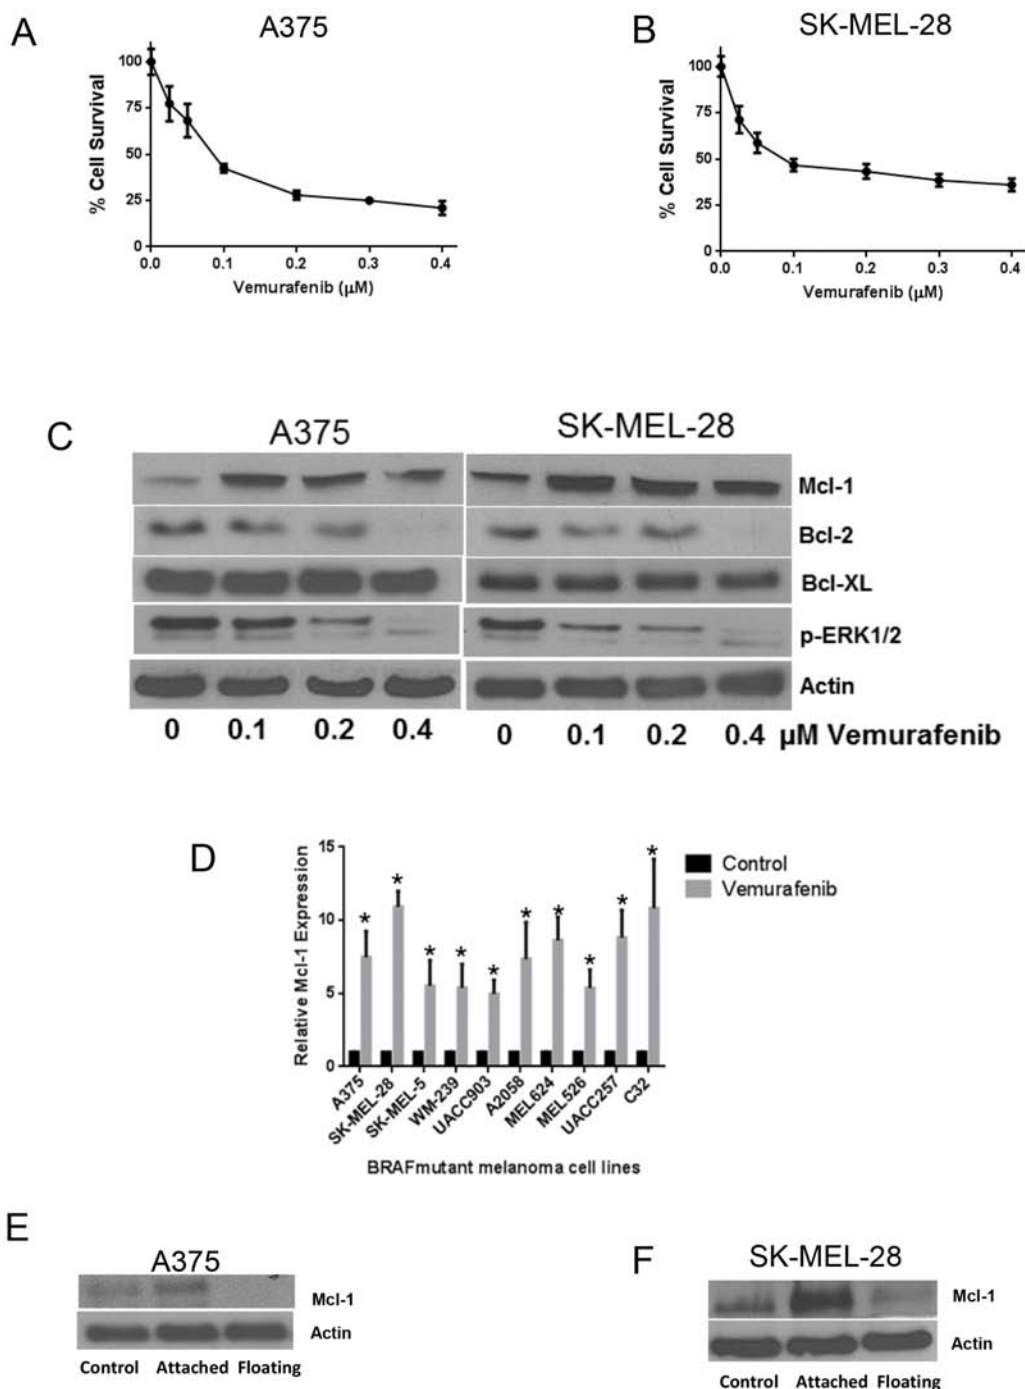 A
A375
% Cell Survival
100
75
50
25
0
0.0 0.1 0.2 0.3 0.4
Vemurafenib (µM)
B
SK-MEL-28
% Cell Survival
100
75
50
25
0
0.0 0.1 0.2 0.3 0.4
Vemurafenib (µM)
C
A375
SK-MEL-28
Mcl-1
Bcl-2
Bcl-XL
p-ERK1/2
Actin
0 0.1 0.2 0.4 0 0.1 0.2 0.4 µM Vemurafenib
D
Relative Mcl-1 Expression
15
10
5
0
* * * * * * * * * *
Control
Vemurafenib
A375
SK-MEL-28
SK-MEL-5
WM-239
UACC903
A2058
MEL624
MEL526
UACC257
C32
BRAFmutant melanoma cell lines
E
A375
Mcl-1
Actin
Control Attached Floating
F
SK-MEL-28
Mcl-1
Actin
Control Attached Floating